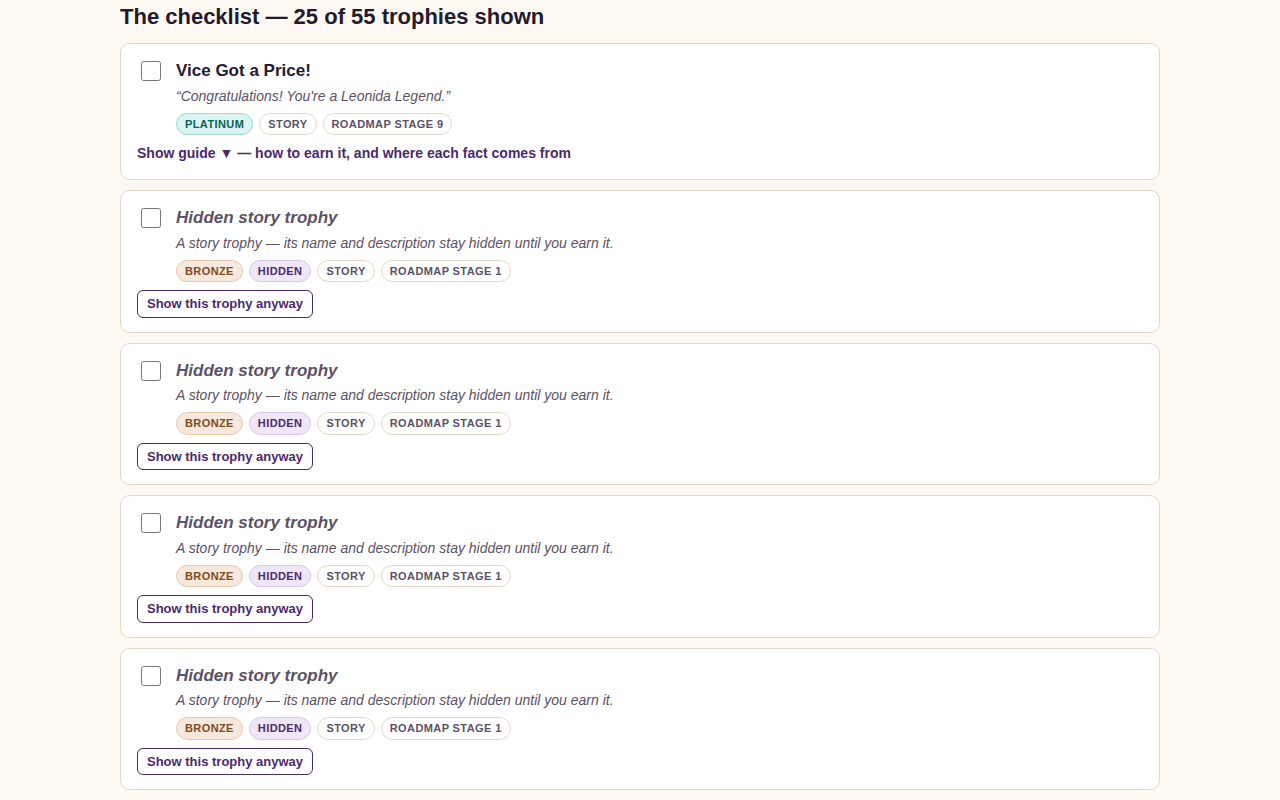 The checklist — 25 of 55 trophies shown
Vice Got a Price!
“Congratulations! You're a Leonida Legend.”
PLATINUM STORY ROADMAP STAGE 9
Show guide ▼ — how to earn it, and where each fact comes from
Hidden story trophy
A story trophy — its name and description stay hidden until you earn it.
BRONZE HIDDEN STORY ROADMAP STAGE 1
Show this trophy anyway
Hidden story trophy
A story trophy — its name and description stay hidden until you earn it.
BRONZE HIDDEN STORY ROADMAP STAGE 1
Show this trophy anyway
Hidden story trophy
A story trophy — its name and description stay hidden until you earn it.
BRONZE HIDDEN STORY ROADMAP STAGE 1
Show this trophy anyway
Hidden story trophy
A story trophy — its name and description stay hidden until you earn it.
BRONZE HIDDEN STORY ROADMAP STAGE 1
Show this trophy anyway